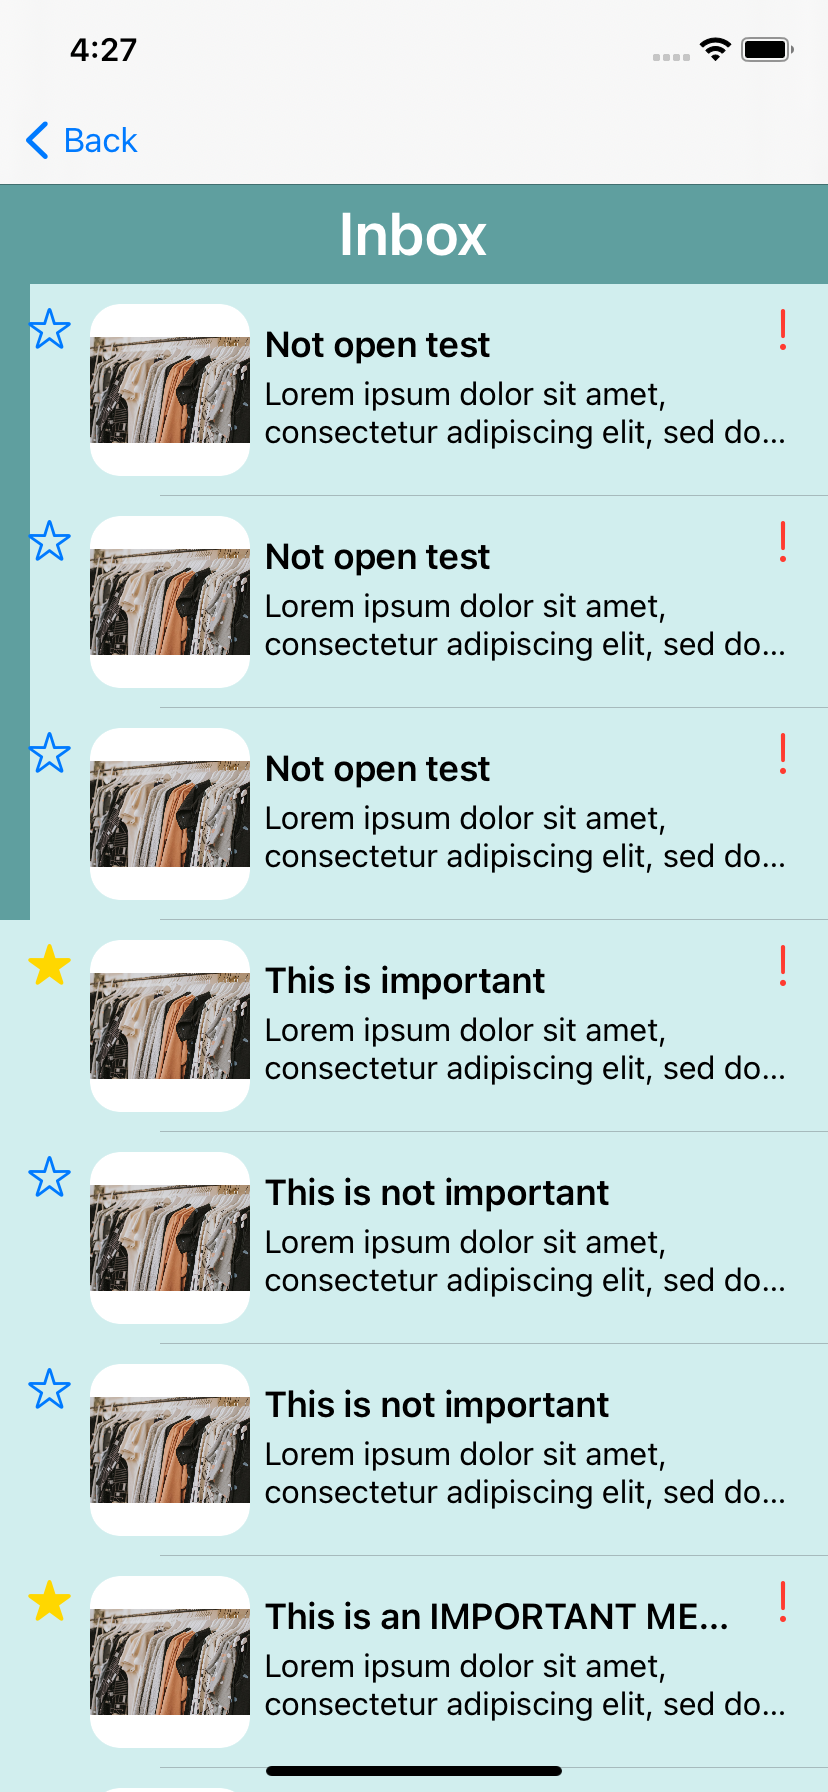 4:27
Back
Inbox
Not open test
Lorem ipsum dolor sit amet,
consectetur adipiscing elit, sed do...
Not open test
Lorem ipsum dolor sit amet,
consectetur adipiscing elit, sed do...
Not open test
Lorem ipsum dolor sit amet,
consectetur adipiscing elit, sed do...
This is important
Lorem ipsum dolor sit amet,
consectetur adipiscing elit, sed do...
This is not important
Lorem ipsum dolor sit amet,
consectetur adipiscing elit, sed do...
This is not important
Lorem ipsum dolor sit amet,
consectetur adipiscing elit, sed do...
This is an IMPORTANT ME...
Lorem ipsum dolor sit amet,
consectetur adipiscing elit, sed do...